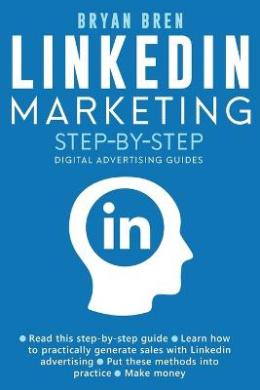 BRYAN BREN
LINKEDIN
MARKETING
STEP-BY-STEP
DIGITAL ADVERTISING GUIDES
in
● Read this step-by-step guide ● Learn how
to practically generate sales with Linkedin
advertising ● Put these methods into
practice ● Make money